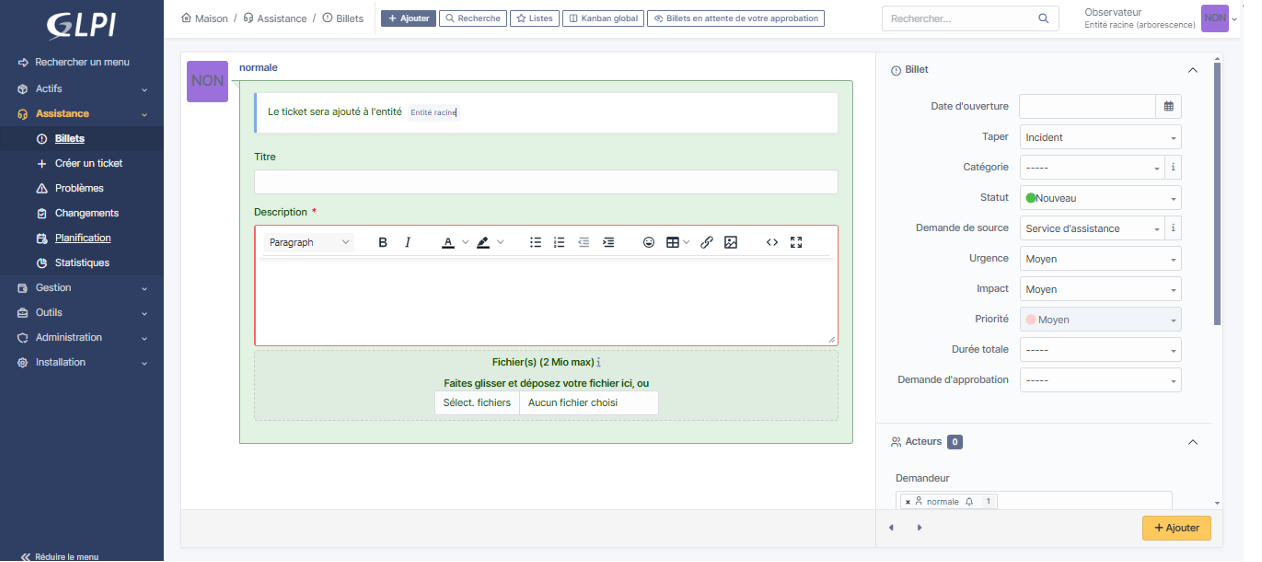 GLPI
Rechercher un menu
Actifs
Assistance
Billets
Créer un ticket
Problèmes
Changements
Planification
Statistiques
Gestion
Outils
Administration
Installation
Réduire le menu
Maison / Assistance / Billets
+ Ajouter
Recherche
Listes
Kanban global
Billets en attente de votre approbation
Rechercher...
Observateur
Entité racine (arborescence)
NON
NON
normale
Le ticket sera ajouté à l'entité Entité racine
Titre
Description *
Paragraph
B I A
Fichier(s) (2 Mio max) i
Faites glisser et déposez votre fichier ici, ou
Sélect. fichiers Aucun fichier choisi
Billet
Date d'ouverture
Taper Incident
Catégorie ----- i
Statut Nouveau
Demande de source Service d'assistance i
Urgence Moyen
Impact Moyen
Priorité Moyen
Durée totale -----
Demande d'approbation -----
Acteurs 0
Demandeur
× normale 1
+ Ajouter